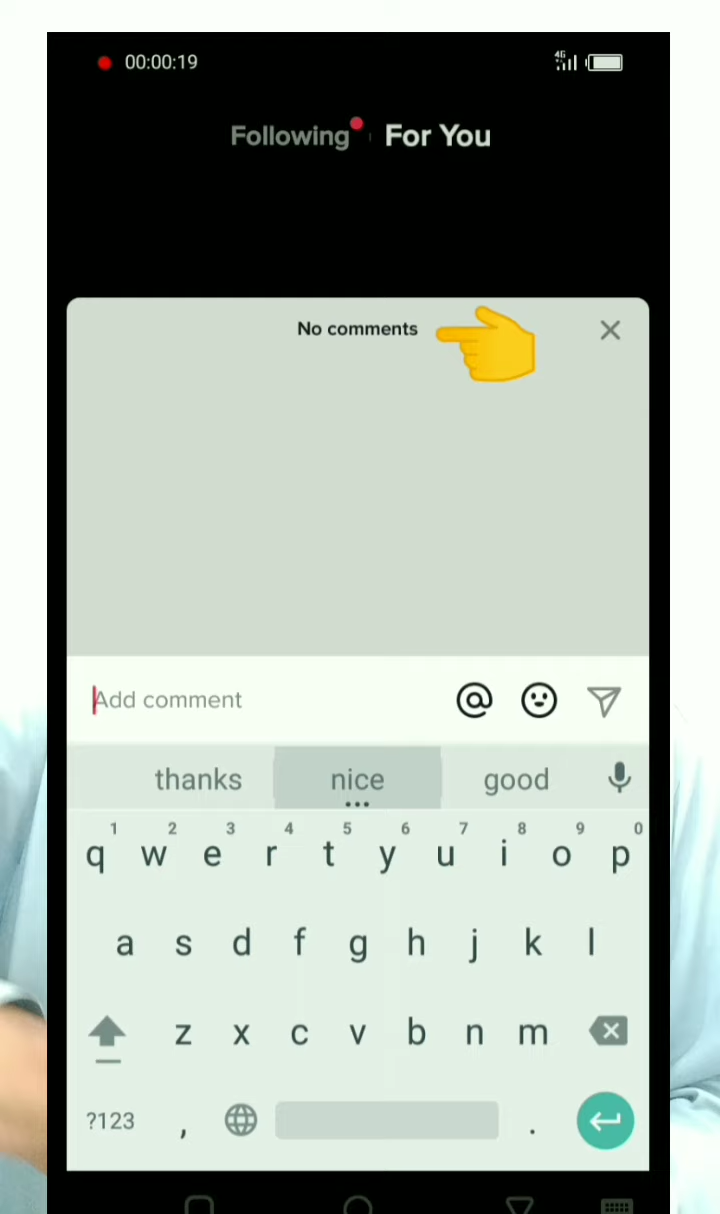 00:00:19 4G
Following For You
No comments
Add comment
thanks nice good
1 2 3 4 5 6 7 8 9 0
q w e r t y u i o p
a s d f g h j k l
z x c v b n m
?123 , .